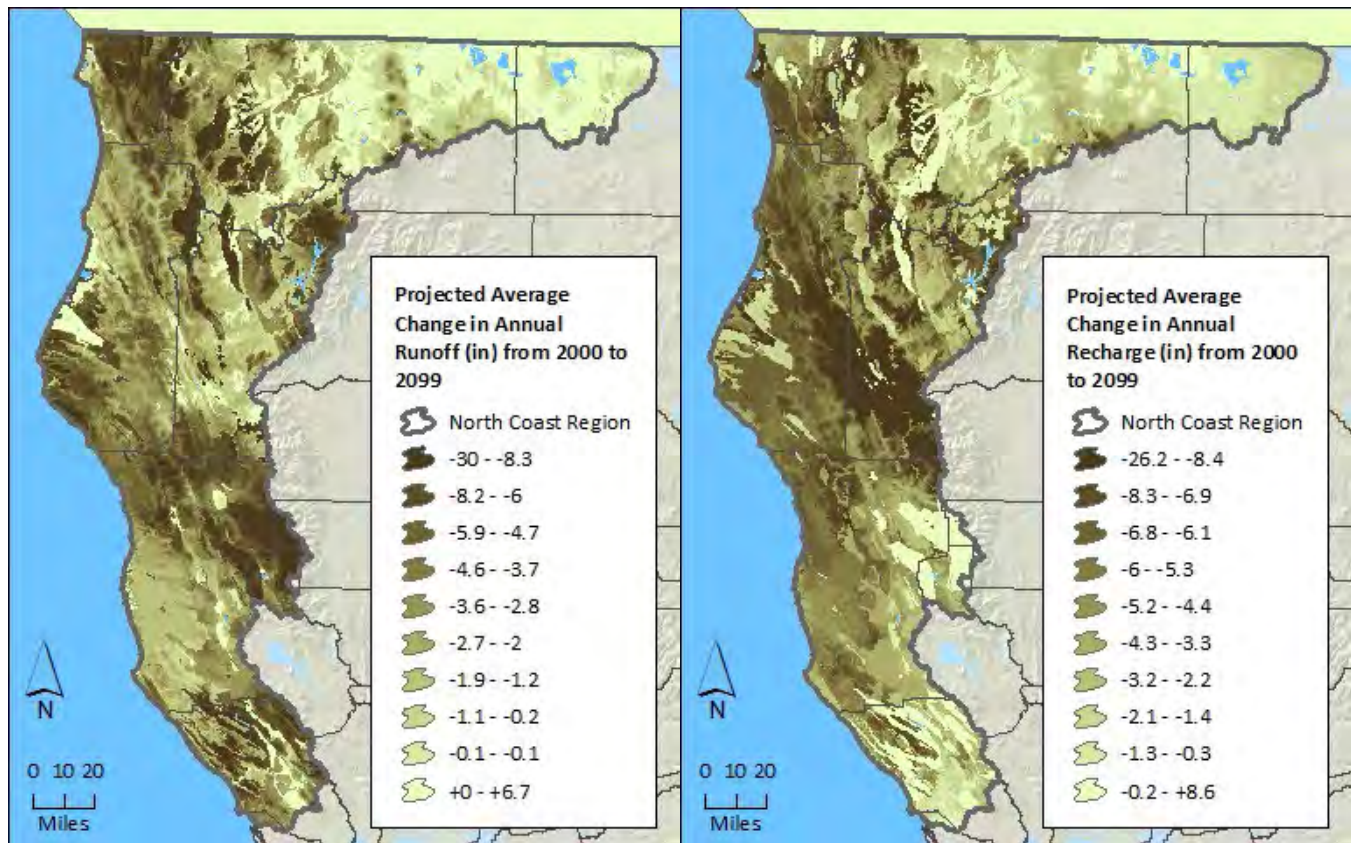 Projected Average
Change in Annual
Runoff (in) from 2000 to
2099
North Coast Region
-30 - -8.3
-8.2 - -6
-5.9 - -4.7
-4.6 - -3.7
-3.6 - -2.8
-2.7 - -2
-1.9 - -1.2
-1.1 - -0.2
-0.1 - -0.1
+0 - +6.7
N
0 10 20
Miles
Projected Average
Change in Annual
Recharge (in) from 2000
to 2099
North Coast Region
-26.2 - -8.4
-8.3 - -6.9
-6.8 - -6.1
-6 - -5.3
-5.2 - -4.4
-4.3 - -3.3
-3.2 - -2.2
-2.1 - -1.4
-1.3 - -0.3
-0.2 - +8.6
N
0 10 20
Miles